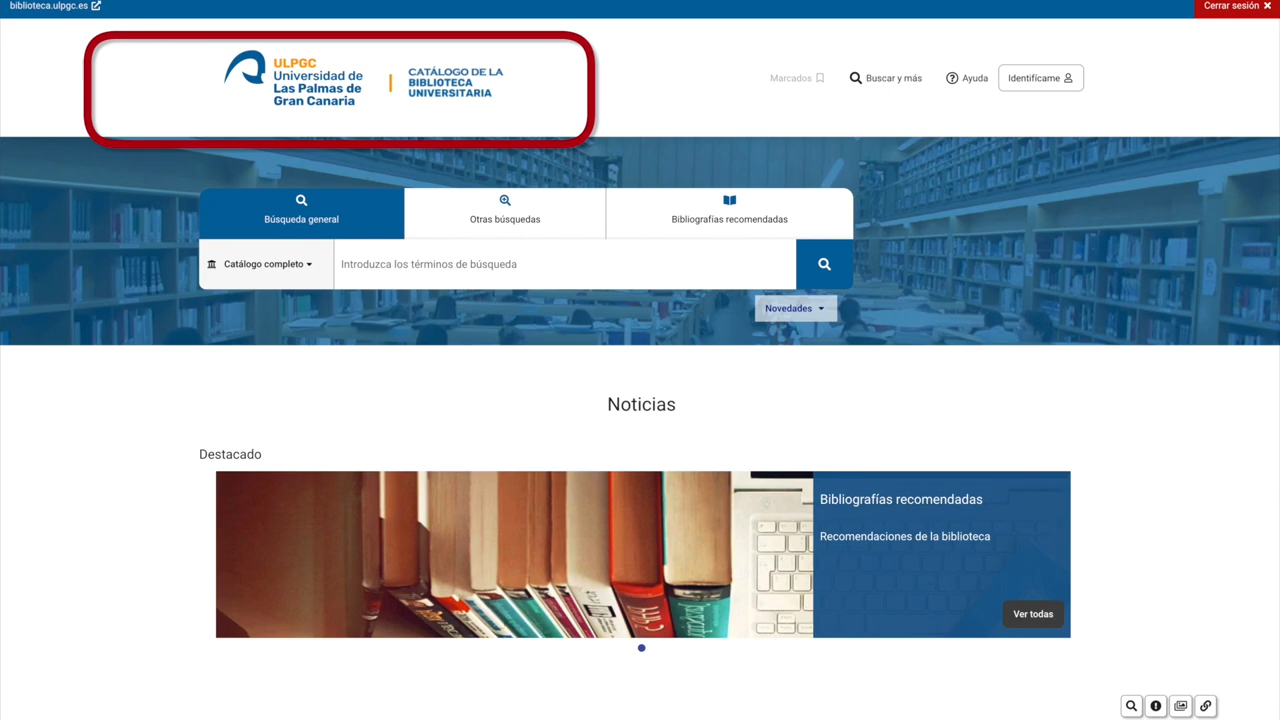 biblioteca.ulpgc.es
Cerrar sesión
ULPGC
Universidad de
Las Palmas de
Gran Canaria
CATÁLOGO DE LA
BIBLIOTECA
UNIVERSITARIA
Marcados
Buscar y más
Ayuda
Identifícame
Búsqueda general
Otras búsquedas
Bibliografías recomendadas
Catálogo completo
Introduzca los términos de búsqueda
Novedades
Noticias
Destacado
Bibliografías recomendadas
Recomendaciones de la biblioteca
Ver todas